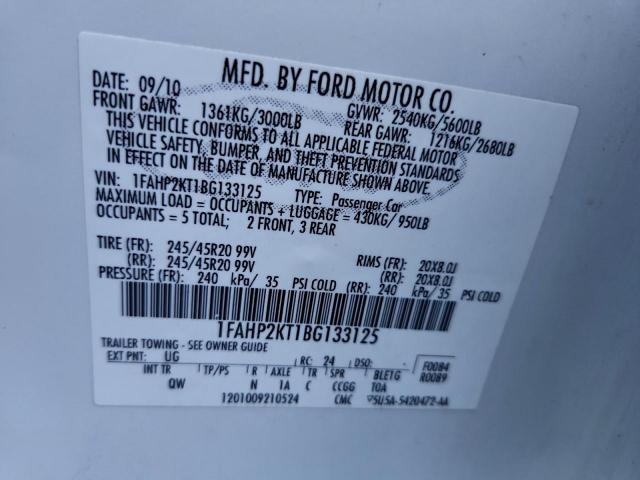 MFD. BY FORD MOTOR CO.
DATE: 09/10 GVWR: 2540KG/5600LB
FRONT GAWR: 1361KG/3000LB REAR GAWR: 1216KG/2680LB
THIS VEHICLE CONFORMS TO ALL APPLICABLE FEDERAL MOTOR
VEHICLE SAFETY, BUMPER, AND THEFT PREVENTION STANDARDS
IN EFFECT ON THE DATE OF MANUFACTURE SHOWN ABOVE.
VIN: 1FAHP2KT1BG133125 TYPE: Passenger Car
MAXIMUM LOAD = OCCUPANTS + LUGGAGE = 430KG/950LB
OCCUPANTS = 5 TOTAL; 2 FRONT, 3 REAR
TIRE (FR): 245/45R20 99V RIMS (FR): 20X8.0J
(RR): 245/45R20 99V (RR): 20X8.0J
PRESSURE (FR): 240 kPa/ 35 PSI COLD (RR): 240 kPa/ 35 PSI COLD
1FAHP2KT1BG133125
TRAILER TOWING - SEE OWNER GUIDE
EXT PNT: UG RC: 24 DSO: F0084
INT TR TP/PS R AXLE TR SPR BLETG R0089
QW N 1A C CCGG TOA
1201009210524 CMC 5U5A-5420472-AA